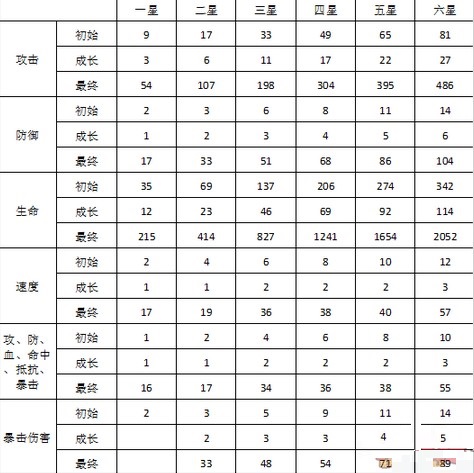 一星 二星 三星 四星 五星 六星
攻击 初始 9 17 33 49 65 81
成长 3 6 11 17 22 27
最终 54 107 198 304 395 486
防御 初始 2 3 6 8 11 14
成长 1 2 3 4 5 6
最终 17 33 51 68 86 104
生命 初始 35 69 137 206 274 342
成长 12 23 46 69 92 114
最终 215 414 827 1241 1654 2052
速度 初始 2 4 6 8 10 12
成长 1 1 2 2 2 3
最终 17 19 36 38 40 57
攻、防、血、命中、抵抗、暴击 初始 1 2 4 6 8 10
成长 1 1 2 2 2 3
最终 16 17 34 36 38 55
暴击伤害 初始 2 3 5 9 11 14
成长 2 3 3 4 5
最终 33 48 54 71 89